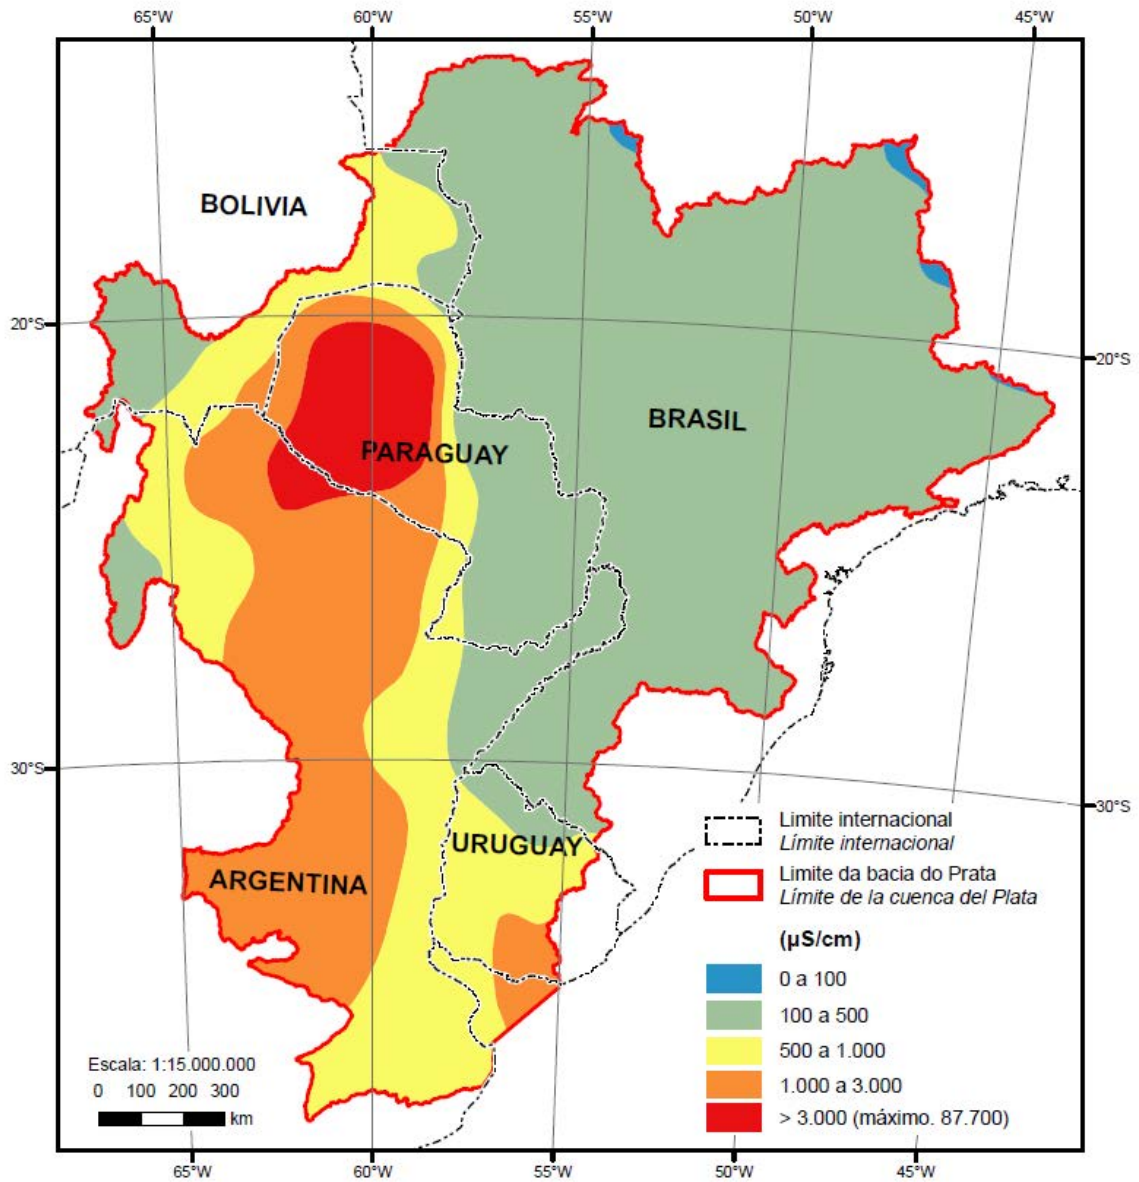 65°W 60°W 55°W 50°W 45°W
BOLIVIA
20°S
20°S
BRASIL
PARAGUAY
30°S
30°S
Limite internacional
Límite internacional
URUGUAY
Limite da bacia do Prata
Límite de la cuenca del Plata
ARGENTINA
(µS/cm)
0 a 100
100 a 500
500 a 1.000
1.000 a 3.000
> 3.000 (máximo. 87.700)
Escala: 1:15.000.000
0 100 200 300
km
65°W 60°W 55°W 50°W 45°W